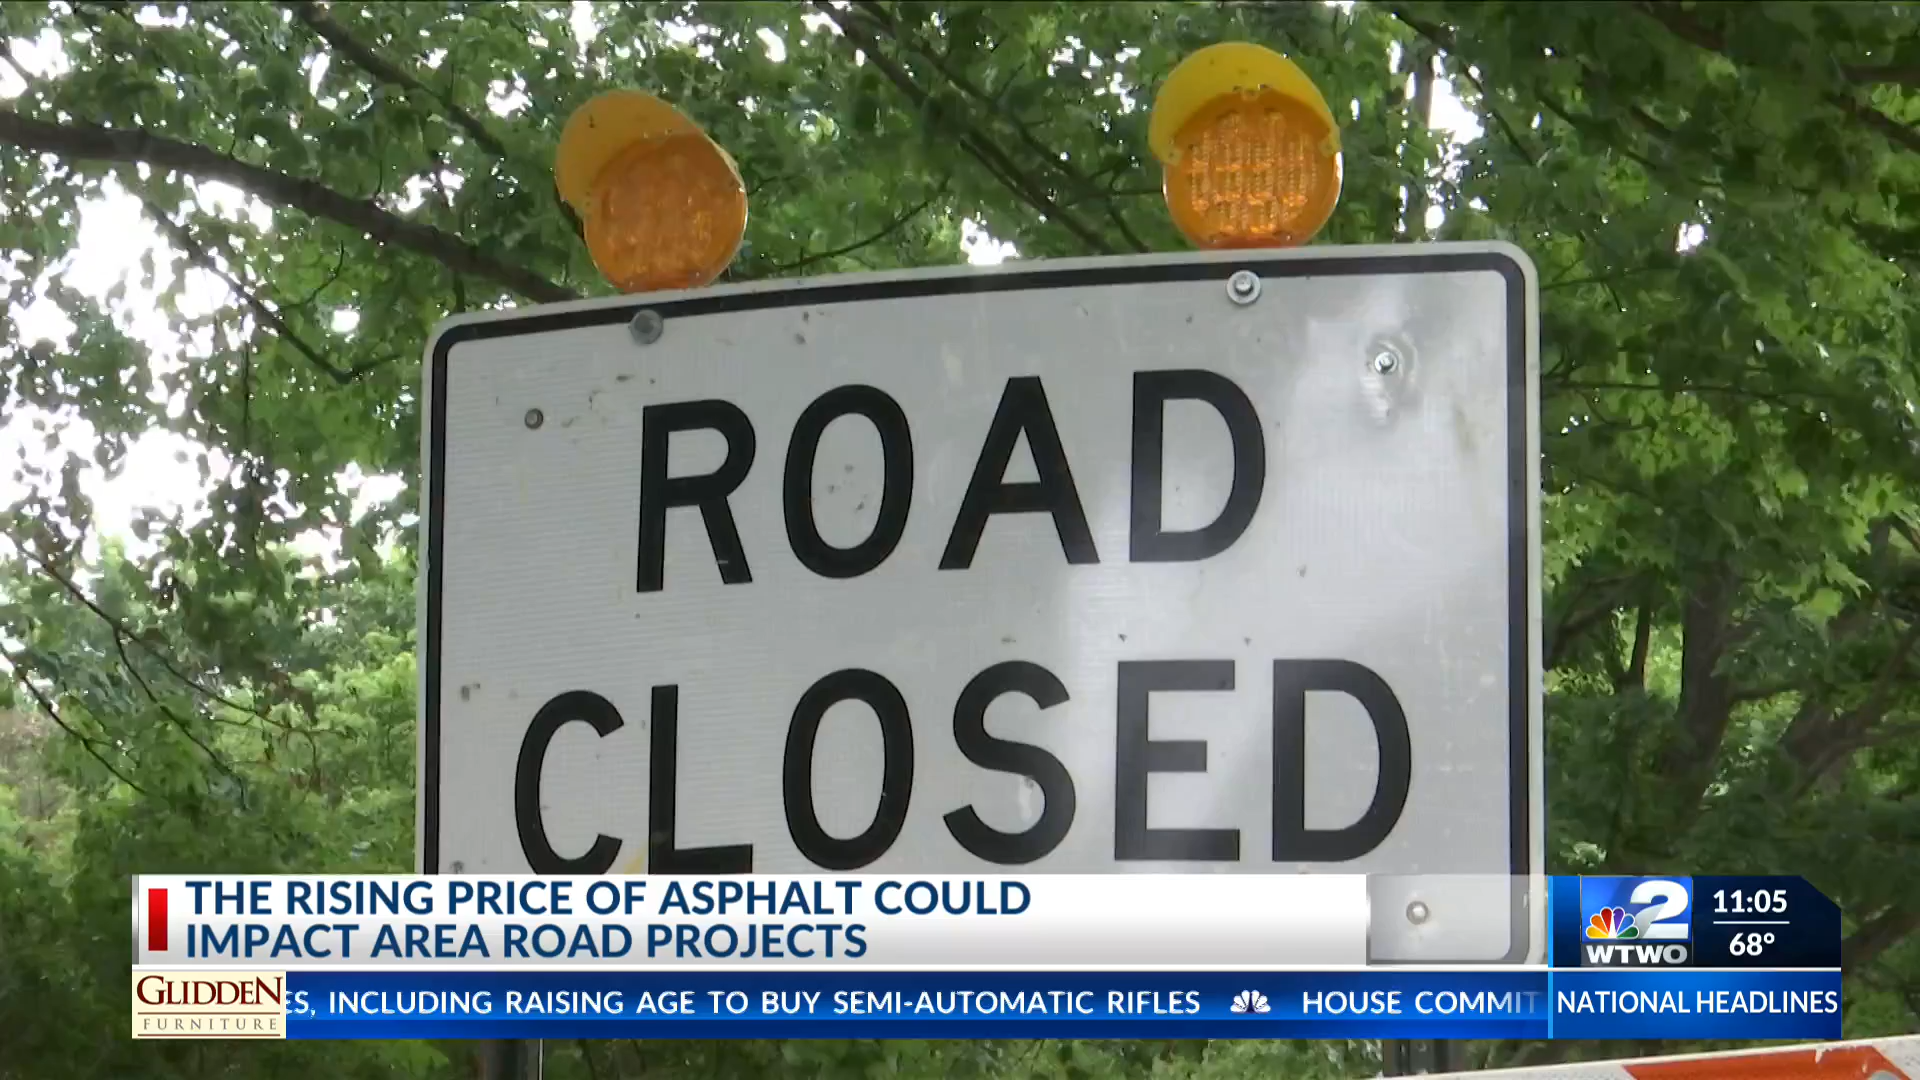 ROAD
CLOSED
THE RISING PRICE OF ASPHALT COULD
IMPACT AREA ROAD PROJECTS
2
WTWO
11:05
68°
GLIDDEN
FURNITURE
INCLUDING RAISING AGE TO BUY SEMI-AUTOMATIC RIFLES HOUSE COMMIT
NATIONAL HEADLINES